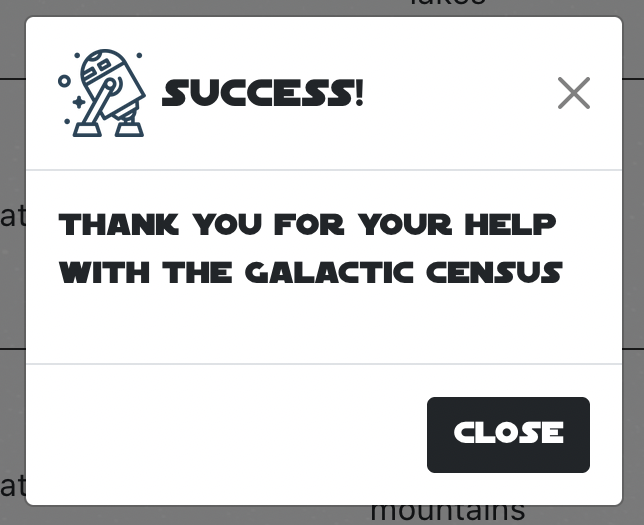 lakes
SUCCESS!
at
THANK YOU FOR YOUR HELP
WITH THE GALACTIC CENSUS
CLOSE
at
mountains